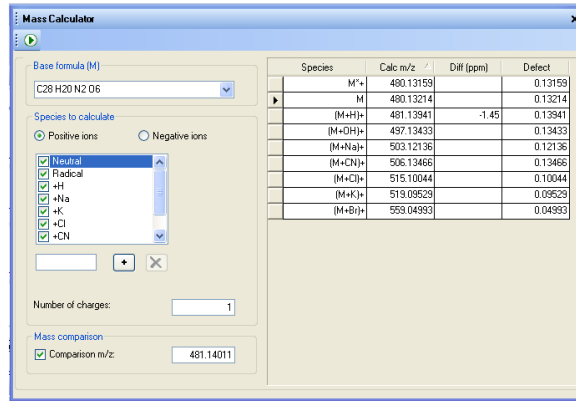 Mass Calculator
Base formula (M)
C28 H20 N2 O6
Species to calculate
Positive ions Negative ions
Neutral
Radical
+H
+Na
+K
+Cl
+CN
+
Number of charges: 1
Mass comparison
Comparison m/z: 481.14011
Species Calc m/z Diff (ppm) Defect
M*+ 480.13159 0.13159
M 480.13214 0.13214
(M+H)+ 481.13941 -1.45 0.13941
(M+OH)+ 497.13433 0.13433
(M+Na)+ 503.12136 0.12136
(M+CN)+ 506.13466 0.13466
(M+Cl)+ 515.10044 0.10044
(M+K)+ 519.09529 0.09529
(M+Br)+ 559.04993 0.04993